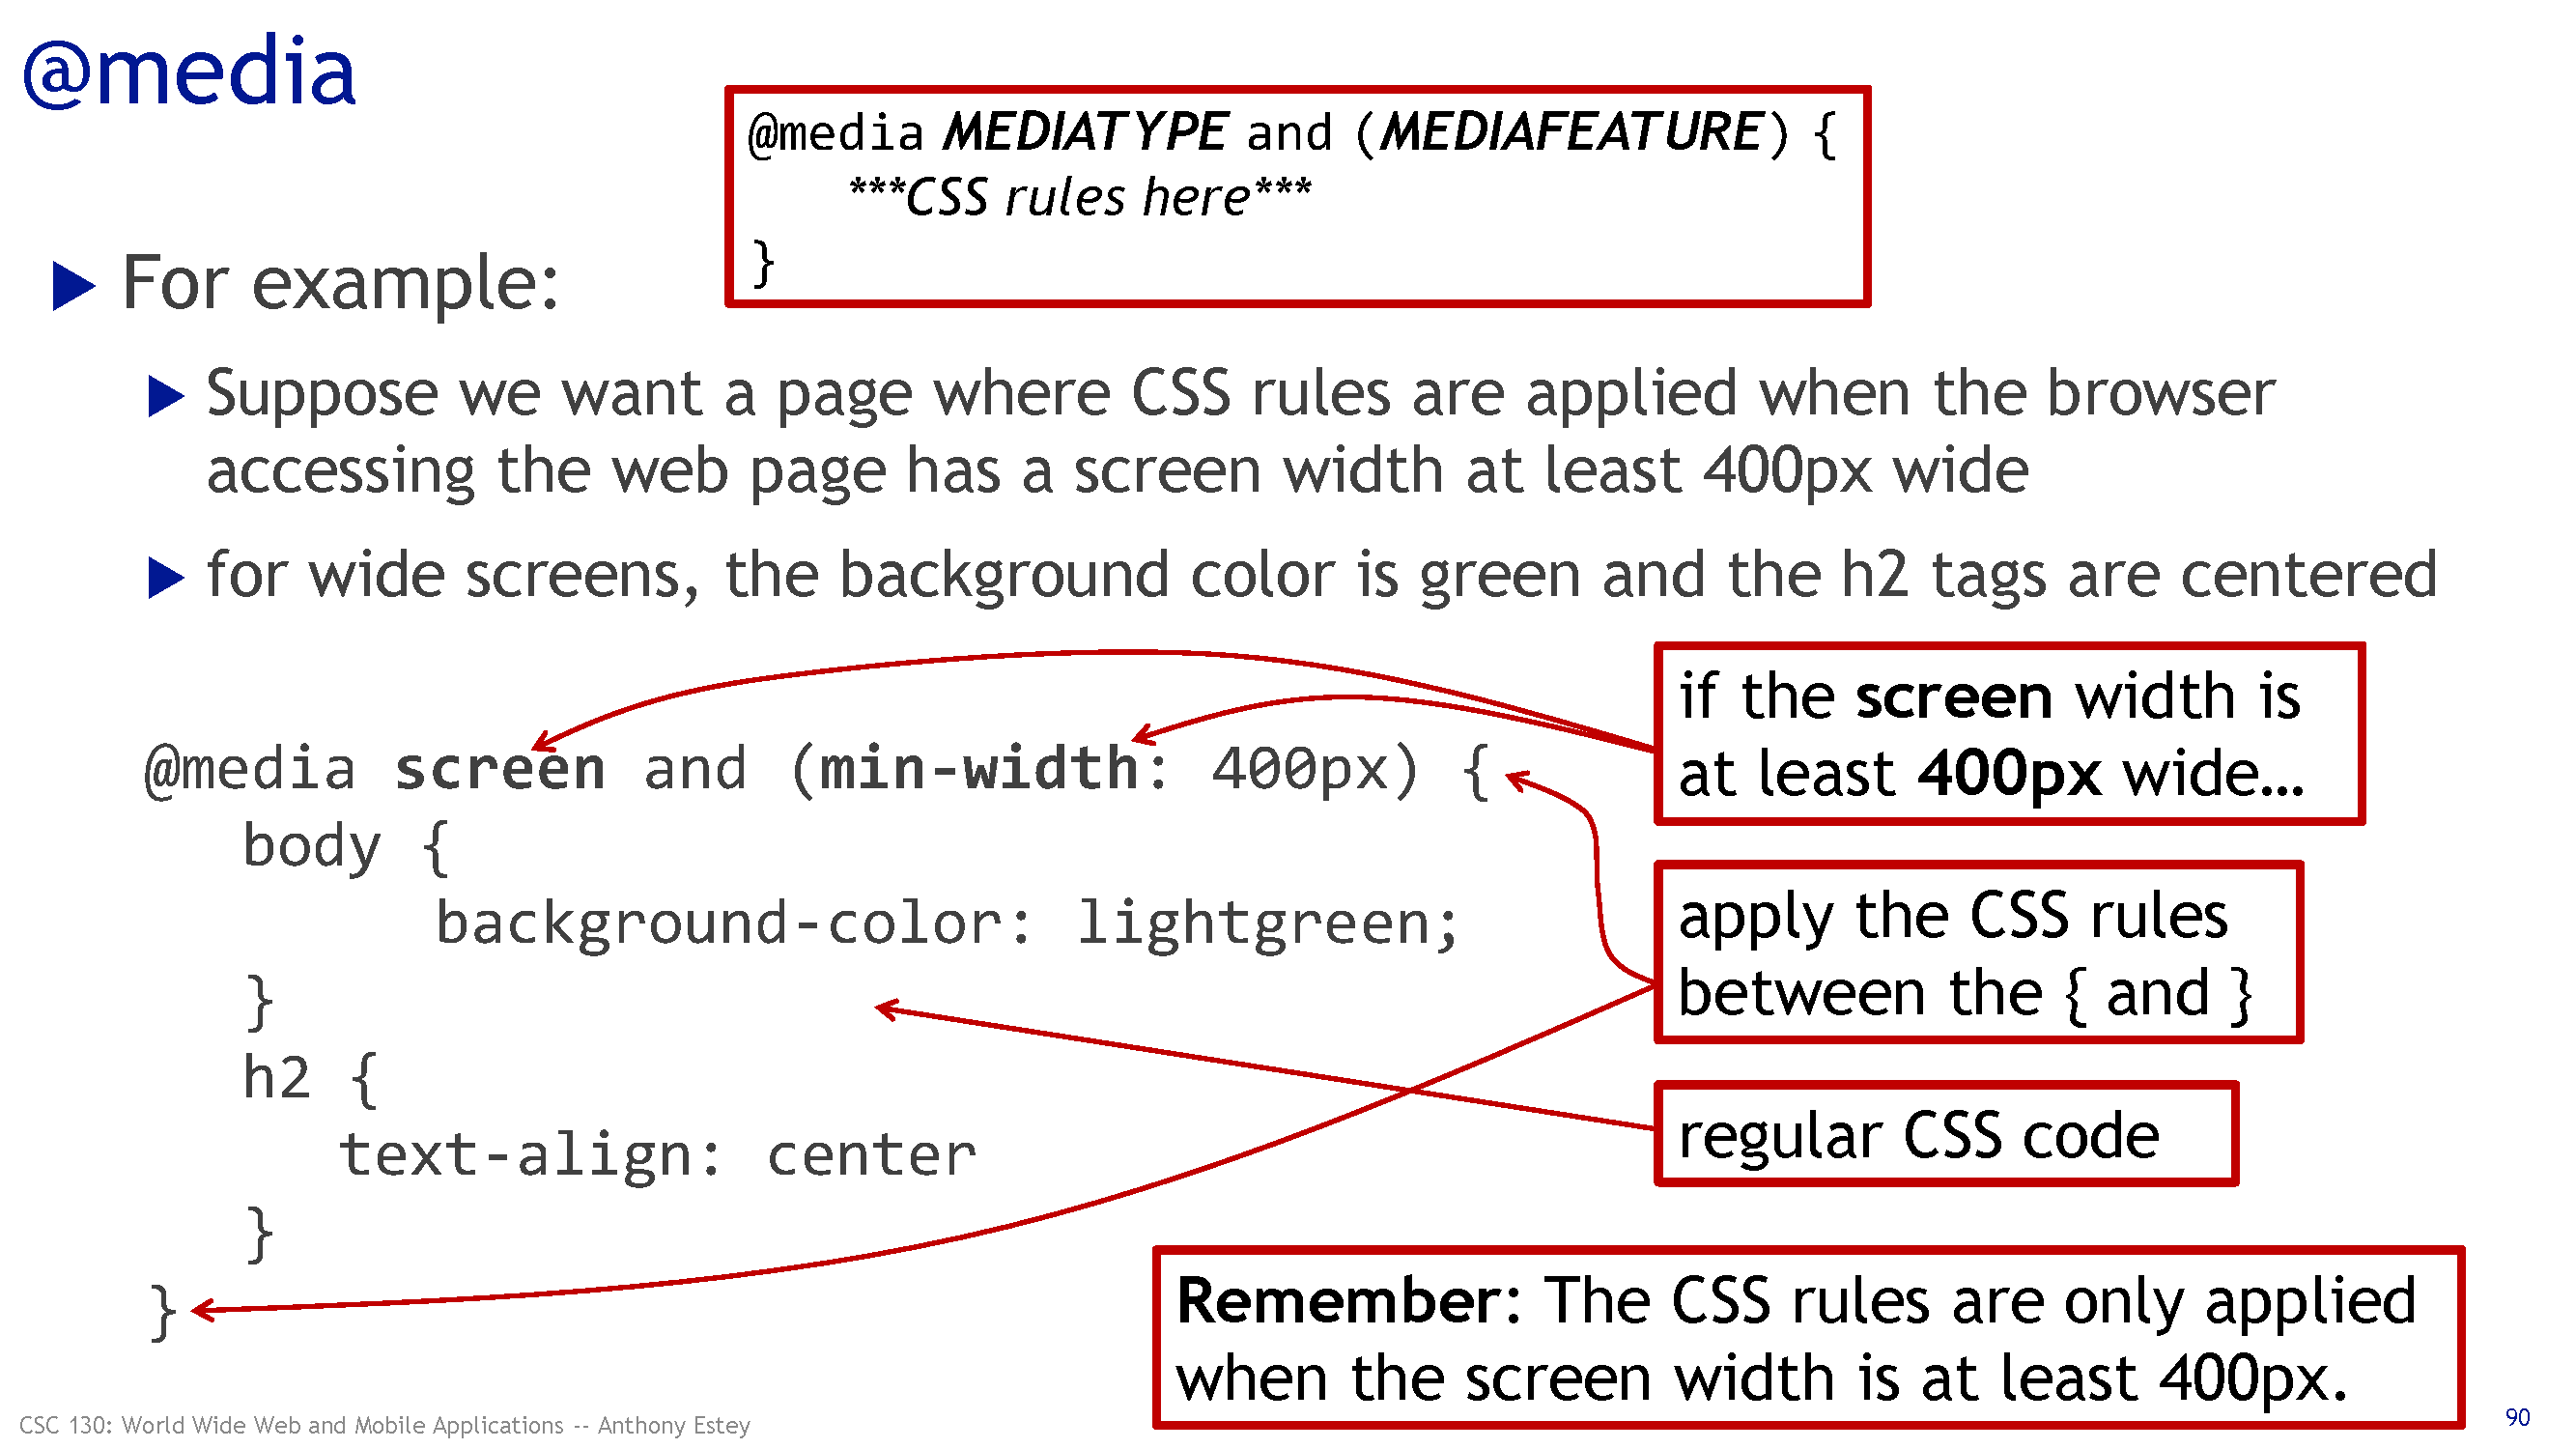 @media
@media MEDIATYPE and (MEDIAFEATURE) {
***CSS rules here***
}
For example:
Suppose we want a page where CSS rules are applied when the browser
accessing the web page has a screen width at least 400px wide
for wide screens, the background color is green and the h2 tags are centered
@media screen and (min-width: 400px) {
body {
background-color: lightgreen;
}
h2 {
text-align: center
}
}
if the screen width is
at least 400px wide…
apply the CSS rules
between the { and }
regular CSS code
Remember: The CSS rules are only applied
when the screen width is at least 400px.
CSC 130: World Wide Web and Mobile Applications -- Anthony Estey
90